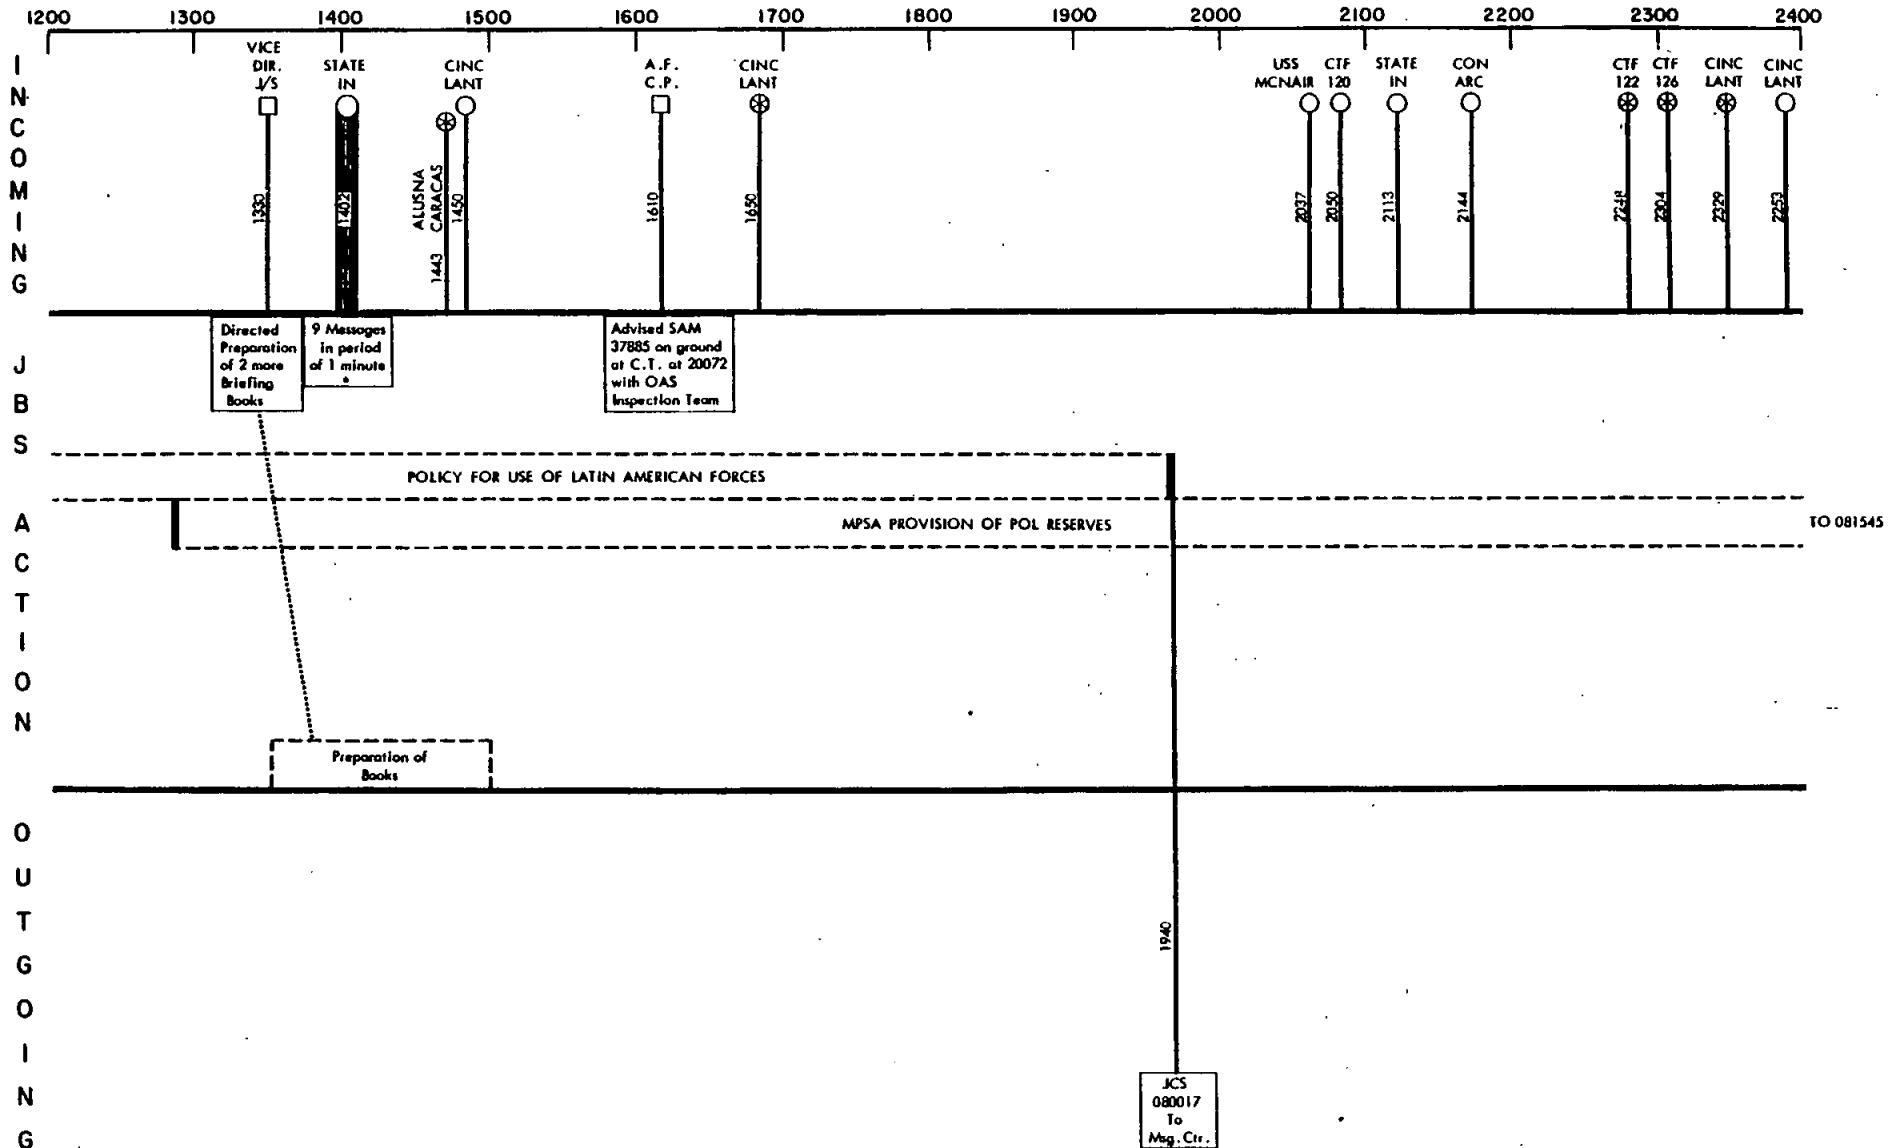 1200 1300 1400 1500 1600 1700 1800 1900 2000 2100 2200 2300 2400
INCOMING
VICE
DIR.
J/S
1330
STATE
IN
1402
ALUSNA
CARACAS
1443
CINC
LANT
1450
A.F.
C.P.
1610
CINC
LANT
1650
USS
MCNAIR
2037
CTF
120
2050
STATE
IN
2113
CON
ARC
2144
CTF
122
2248
CTF
126
2304
CINC
LANT
2329
CINC
LANT
2253
JBS ACTION
Directed
Preparation
of 2 more
Briefing
Books
9 Messages
in period
of 1 minute
*
Advised SAM
37885 on ground
at C.T. at 2007Z
with OAS
Inspection Team
POLICY FOR USE OF LATIN AMERICAN FORCES
MPSA PROVISION OF POL RESERVES
TO 081545
Preparation of
Books
OUTGOING
1940
JCS
080017
To
Msg. Ctr.